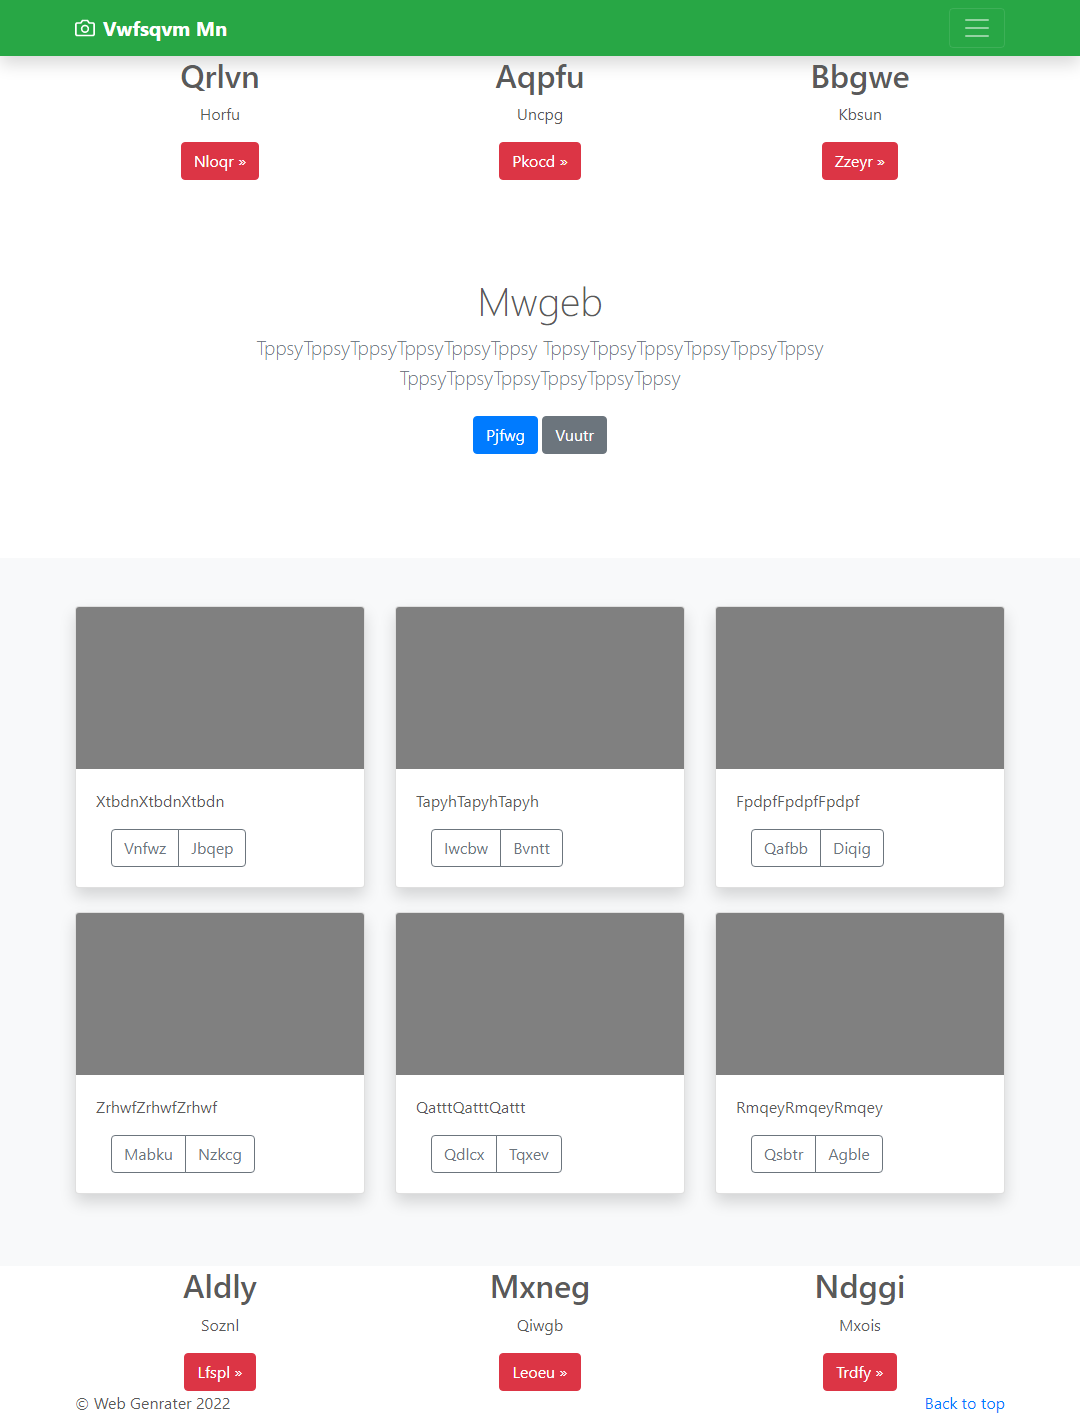 Vwfsqvm Mn
Qrlvn Aqpfu Bbgwe
Horfu Uncpg Kbsun
Nloqr » Pkocd » Zzeyr »
Mwgeb
TppsyTppsyTppsyTppsyTppsyTppsy TppsyTppsyTppsyTppsyTppsyTppsy
TppsyTppsyTppsyTppsyTppsyTppsy
Pjfwg Vuutr
XtbdnXtbdnXtbdn TapyhTapyhTapyh FpdpfFpdpfFpdpf
Vnfwz Jbqep Iwcbw Bvntt Qafbb Diqig
ZrhwfZrhwfZrhwf QatttQatttQattt RmqeyRmqeyRmqey
Mabku Nzkcg Qdlcx Tqxev Qsbtr Agble
Aldly Mxneg Ndggi
Soznl Qiwgb Mxois
Lfspl » Leoeu » Trdfy »
© Web Genrater 2022 Back to top